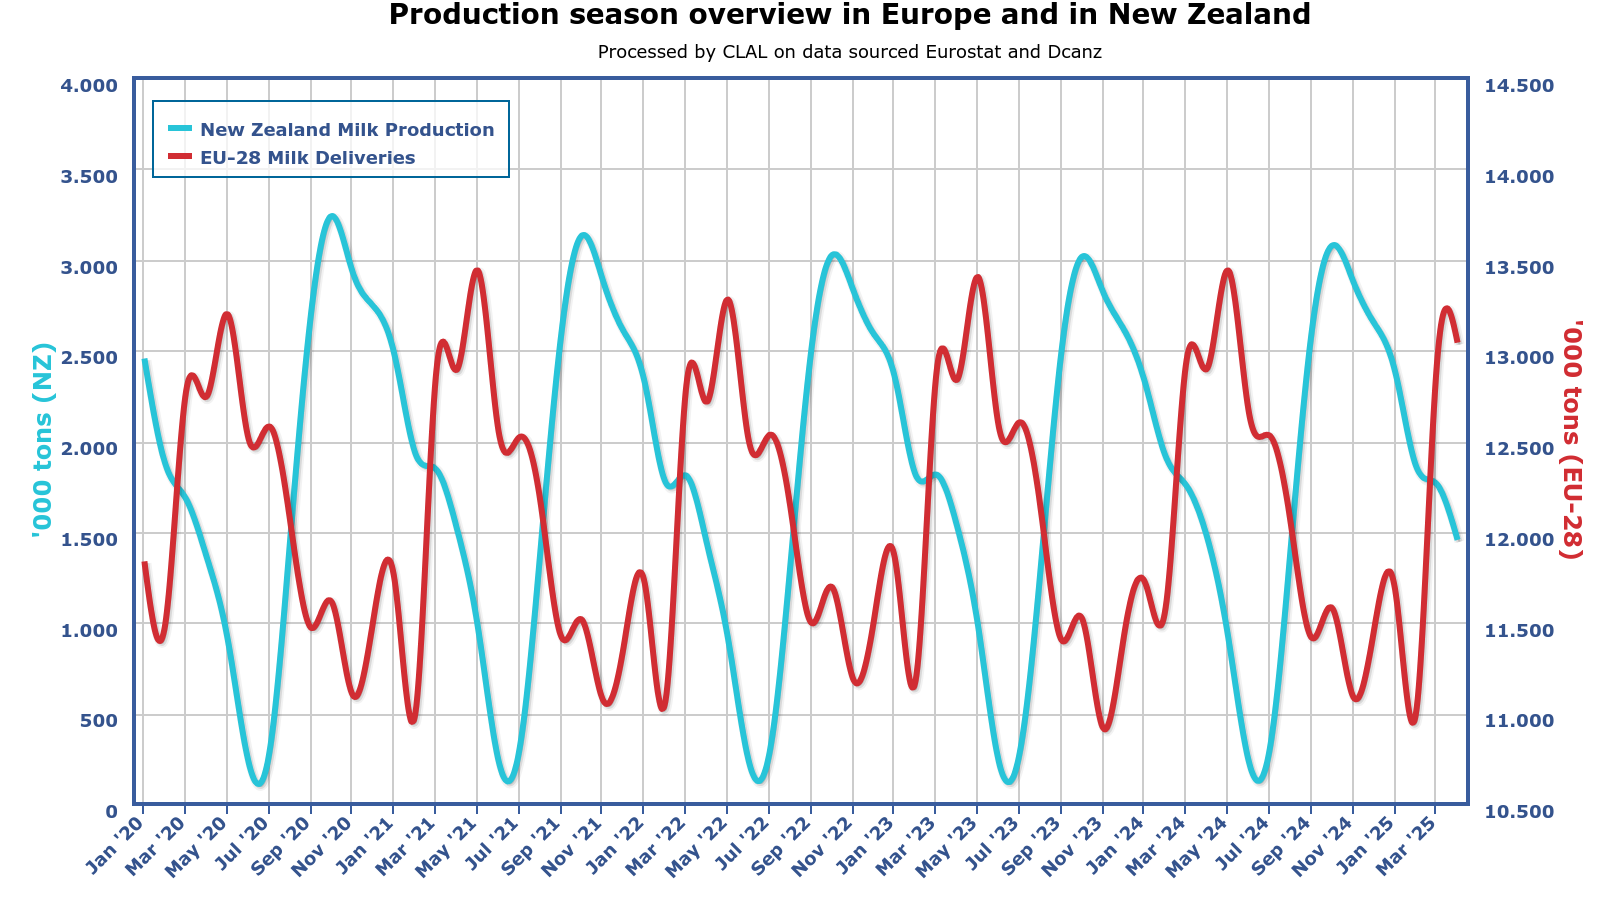 Production season overview in Europe and in New Zealand
Processed by CLAL on data sourced Eurostat and Dcanz
New Zealand Milk Production
EU-28 Milk Deliveries
'000 tons (NZ)
4.000
3.500
3.000
2.500
2.000
1.500
1.000
500
0
14.500
14.000
13.500
13.000
12.500
12.000
11.500
11.000
10.500
'000 tons (EU-28)
Jan '20
Mar '20
May '20
Jul '20
Sep '20
Nov '20
Jan '21
Mar '21
May '21
Jul '21
Sep '21
Nov '21
Jan '22
Mar '22
May '22
Jul '22
Sep '22
Nov '22
Jan '23
Mar '23
May '23
Jul '23
Sep '23
Nov '23
Jan '24
Mar '24
May '24
Jul '24
Sep '24
Nov '24
Jan '25
Mar '25